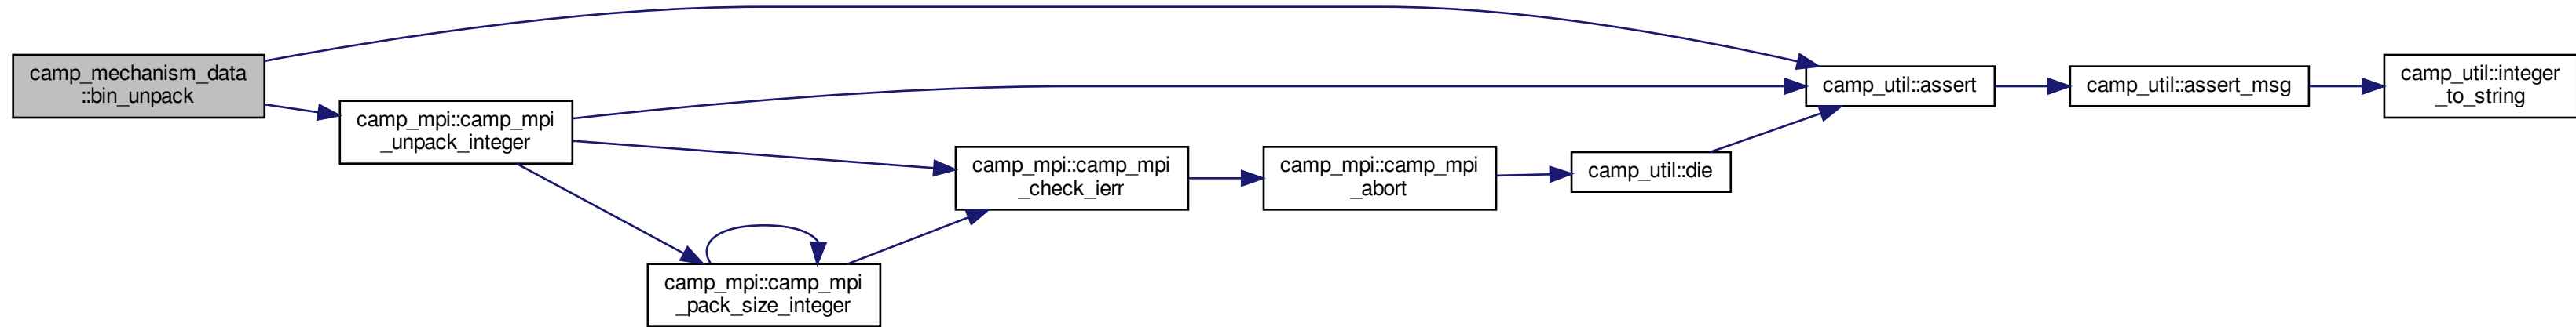 camp_mechanism_data
::bin_unpack
camp_mpi::camp_mpi
_unpack_integer
camp_mpi::camp_mpi
_pack_size_integer
camp_mpi::camp_mpi
_check_ierr
camp_mpi::camp_mpi
_abort
camp_util::die
camp_util::assert
camp_util::assert_msg
camp_util::integer
_to_string